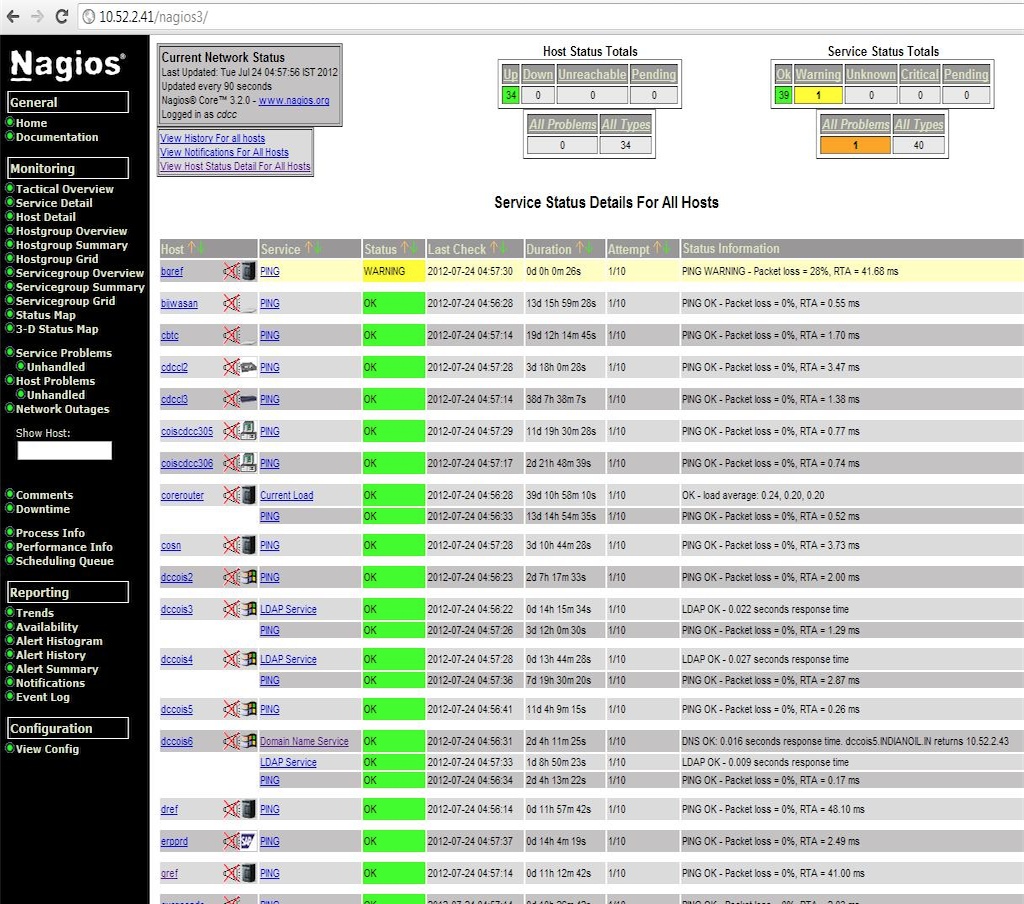 10.52.2.41/nagios3/
Nagios®
General
Home
Documentation
Monitoring
Tactical Overview
Service Detail
Host Detail
Hostgroup Overview
Hostgroup Summary
Hostgroup Grid
Servicegroup Overview
Servicegroup Summary
Servicegroup Grid
Status Map
3-D Status Map
Service Problems
Unhandled
Host Problems
Unhandled
Network Outages
Show Host:
Comments
Downtime
Process Info
Performance Info
Scheduling Queue
Reporting
Trends
Availability
Alert Histogram
Alert History
Alert Summary
Notifications
Event Log
Configuration
View Config
Current Network Status
Last Updated: Tue Jul 24 04:57:56 IST 2012
Updated every 90 seconds
Nagios® Core™ 3.2.0 - www.nagios.org
Logged in as cdcc
View History For all hosts
View Notifications For All Hosts
View Host Status Detail For All Hosts
Host Status Totals
Up Down Unreachable Pending
34 0 0 0
All Problems All Types
0 34
Service Status Totals
Ok Warning Unknown Critical Pending
39 1 0 0 0
All Problems All Types
1 40
Service Status Details For All Hosts
Host Service Status Last Check Duration Attempt Status Information
bqref PING WARNING 2012-07-24 04:57:30 0d 0h 0m 26s 1/10 PING WARNING - Packet loss = 28%, RTA = 41.68 ms
bijwasan PING OK 2012-07-24 04:56:28 13d 15h 59m 28s 1/10 PING OK - Packet loss = 0%, RTA = 0.55 ms
cbtc PING OK 2012-07-24 04:57:14 19d 12h 14m 45s 1/10 PING OK - Packet loss = 0%, RTA = 1.70 ms
cdccl2 PING OK 2012-07-24 04:57:28 3d 18h 0m 28s 1/10 PING OK - Packet loss = 0%, RTA = 3.47 ms
cdccl3 PING OK 2012-07-24 04:57:14 38d 7h 38m 7s 1/10 PING OK - Packet loss = 0%, RTA = 1.38 ms
coiscdcc305 PING OK 2012-07-24 04:57:29 11d 19h 30m 28s 1/10 PING OK - Packet loss = 0%, RTA = 0.77 ms
coiscdcc306 PING OK 2012-07-24 04:57:17 2d 21h 48m 39s 1/10 PING OK - Packet loss = 0%, RTA = 0.74 ms
corerouter Current Load OK 2012-07-24 04:56:28 39d 10h 58m 10s 1/10 OK - load average: 0.24, 0.20, 0.20
PING OK 2012-07-24 04:56:33 13d 14h 54m 35s 1/10 PING OK - Packet loss = 0%, RTA = 0.52 ms
cosn PING OK 2012-07-24 04:57:28 3d 10h 44m 28s 1/10 PING OK - Packet loss = 0%, RTA = 3.73 ms
dccois2 PING OK 2012-07-24 04:56:23 2d 7h 17m 33s 1/10 PING OK - Packet loss = 0%, RTA = 2.00 ms
dccois3 LDAP Service OK 2012-07-24 04:56:22 0d 14h 15m 34s 1/10 LDAP OK - 0.022 seconds response time
PING OK 2012-07-24 04:57:26 3d 12h 0m 30s 1/10 PING OK - Packet loss = 0%, RTA = 1.29 ms
dccois4 LDAP Service OK 2012-07-24 04:57:28 0d 13h 44m 28s 1/10 LDAP OK - 0.027 seconds response time
PING OK 2012-07-24 04:57:36 7d 19h 30m 20s 1/10 PING OK - Packet loss = 0%, RTA = 2.87 ms
dccois5 PING OK 2012-07-24 04:56:41 11d 4h 9m 15s 1/10 PING OK - Packet loss = 0%, RTA = 0.26 ms
dccois6 Domain Name Service OK 2012-07-24 04:56:31 2d 4h 11m 25s 1/10 DNS OK: 0.016 seconds response time. dccois5.INDIANOIL.IN returns 10.52.2.43
LDAP Service OK 2012-07-24 04:57:33 1d 8h 50m 23s 1/10 LDAP OK - 0.009 seconds response time
PING OK 2012-07-24 04:56:34 2d 4h 13m 22s 1/10 PING OK - Packet loss = 0%, RTA = 0.17 ms
dref PING OK 2012-07-24 04:56:14 0d 11h 57m 42s 1/10 PING OK - Packet loss = 0%, RTA = 48.10 ms
erpprd PING OK 2012-07-24 04:57:37 0d 14h 4m 19s 1/10 PING OK - Packet loss = 0%, RTA = 2.49 ms
gref PING OK 2012-07-24 04:57:14 0d 11h 12m 42s 1/10 PING OK - Packet loss = 0%, RTA = 41.00 ms